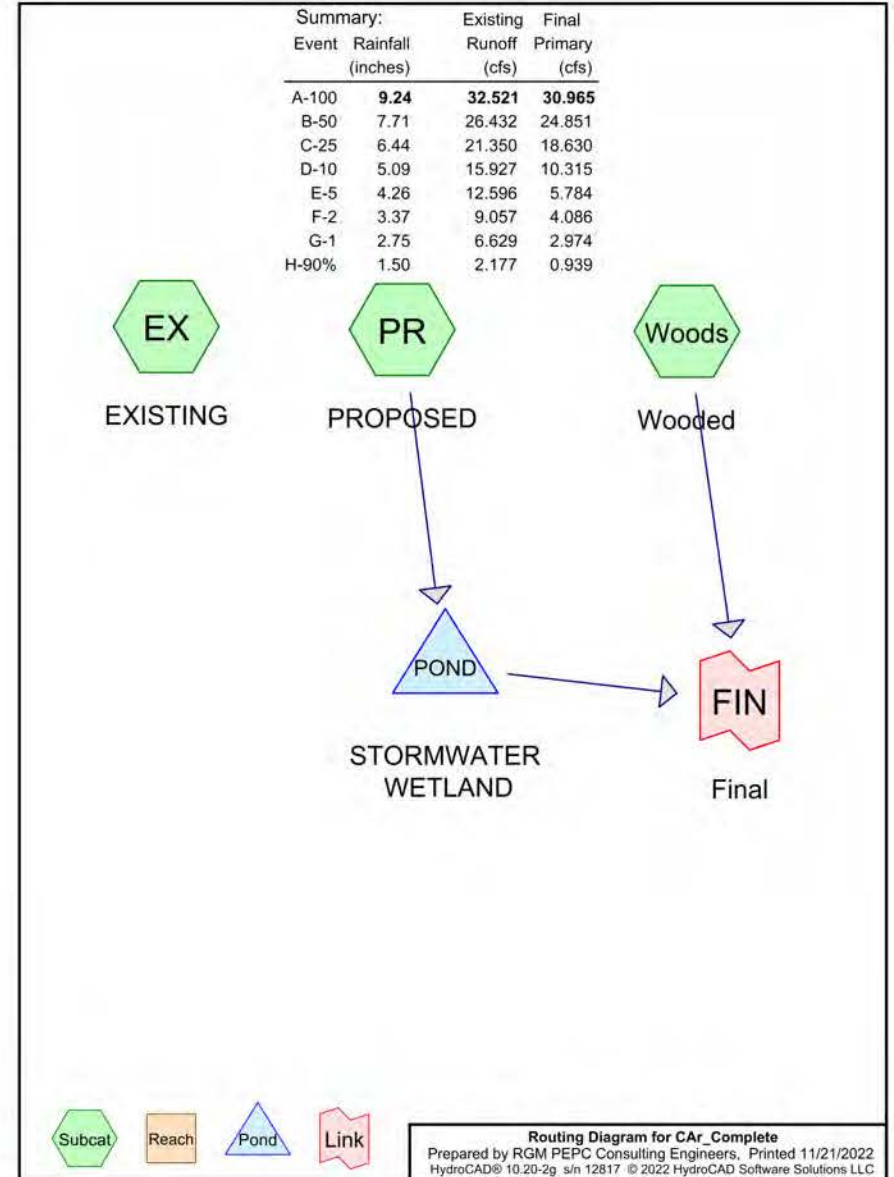 Summary: Existing Final
Event Rainfall Runoff Primary
(inches) (cfs) (cfs)
A-100 9.24 32.521 30.965
B-50 7.71 26.432 24.851
C-25 6.44 21.350 18.630
D-10 5.09 15.927 10.315
E-5 4.26 12.596 5.784
F-2 3.37 9.057 4.086
G-1 2.75 6.629 2.974
H-90% 1.50 2.177 0.939
EX
PR
Woods
EXISTING
PROPOSED
Wooded
POND
FIN
STORMWATER
WETLAND
Final
Subcat
Reach
Pond
Link
Routing Diagram for CAr_Complete
Prepared by RGM PEPC Consulting Engineers, Printed 11/21/2022
HydroCAD® 10.20-2g s/n 12817 © 2022 HydroCAD Software Solutions LLC